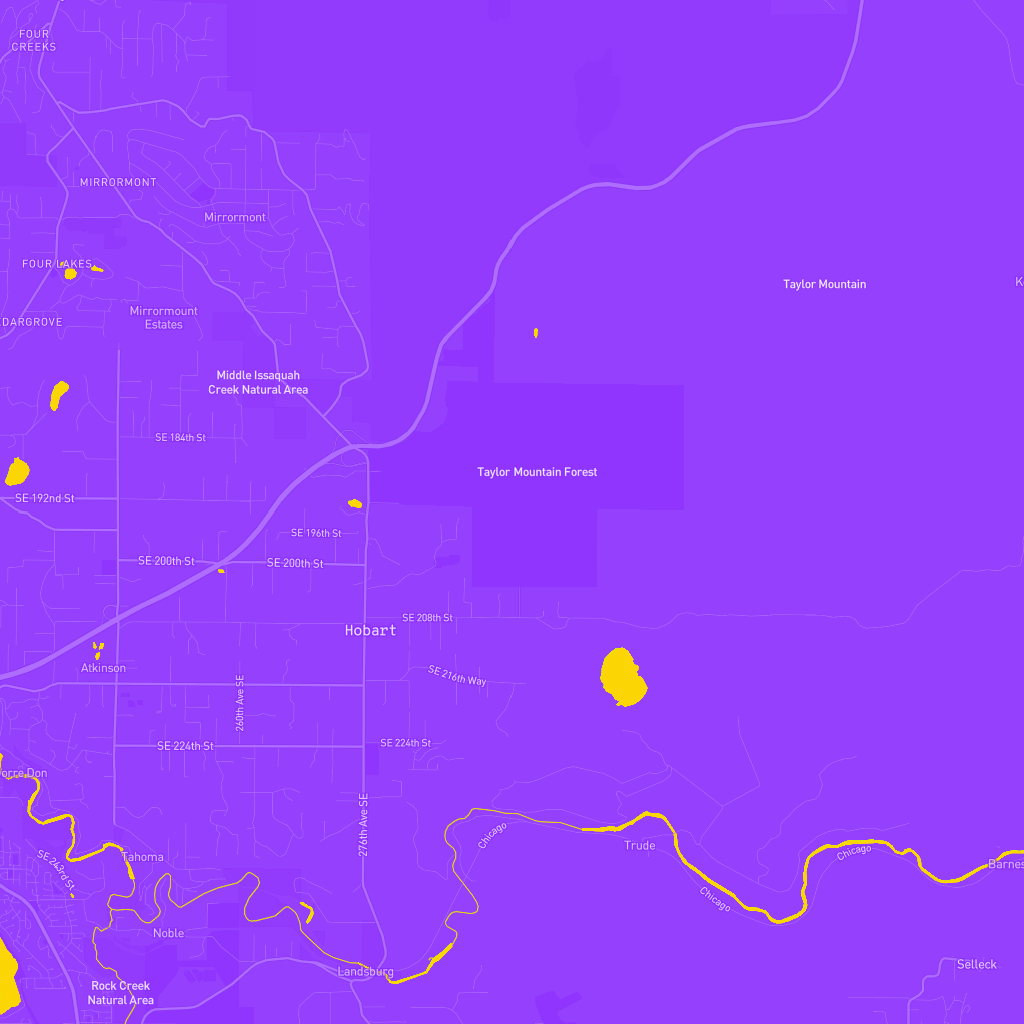 FOUR
CREEKS
MIRRORMONT
Mirrormont
FOUR LAKES
Taylor Mountain
Mirrormount
Estates
DARGROVE
Middle Issaquah
Creek Natural Area
SE 184th St
Taylor Mountain Forest
SE 192nd St
SE 196th St
SE 200th St
SE 200th St
SE 208th St
Hobart
Atkinson
SE 216th Way
260th Ave SE
SE 224th St
SE 224th St
orre Don
276th Ave SE
Chicago
Trude
Chicago
Barnes
Tahoma
SE 243rd St
Chicago
Noble
Landsburg
Selleck
Rock Creek
Natural Area